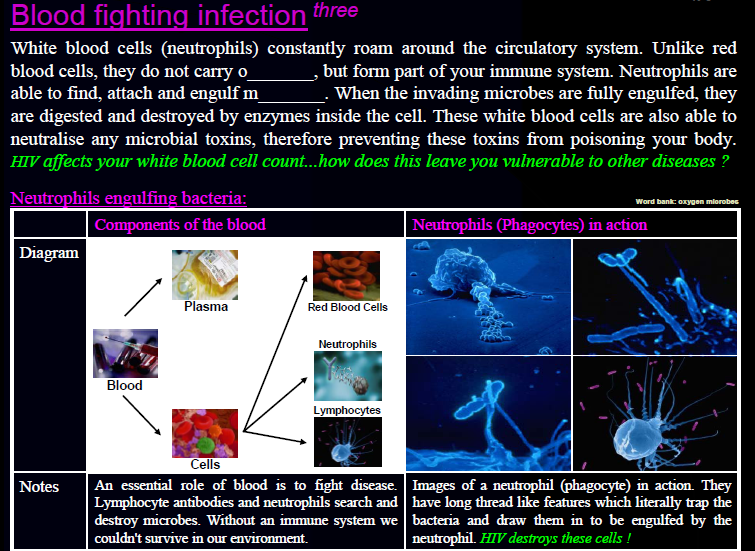 Blood fighting infection three
White blood cells (neutrophils) constantly roam around the circulatory system. Unlike red
blood cells, they do not carry o_______, but form part of your immune system. Neutrophils are
able to find, attach and engulf m_______. When the invading microbes are fully engulfed, they
are digested and destroyed by enzymes inside the cell. These white blood cells are also able to
neutralise any microbial toxins, therefore preventing these toxins from poisoning your body.
HIV affects your white blood cell count...how does this leave you vulnerable to other diseases ?
Neutrophils engulfing bacteria:
Word bank: oxygen microbes
Components of the blood
Neutrophils (Phagocytes) in action
Diagram
Plasma
Red Blood Cells
Neutrophils
Blood
Lymphocytes
Cells
Notes
An essential role of blood is to fight disease.
Lymphocyte antibodies and neutrophils search and
destroy microbes. Without an immune system we
couldn't survive in our environment.
Images of a neutrophil (phagocyte) in action. They
have long thread like features which literally trap the
bacteria and draw them in to be engulfed by the
neutrophil. HIV destroys these cells !